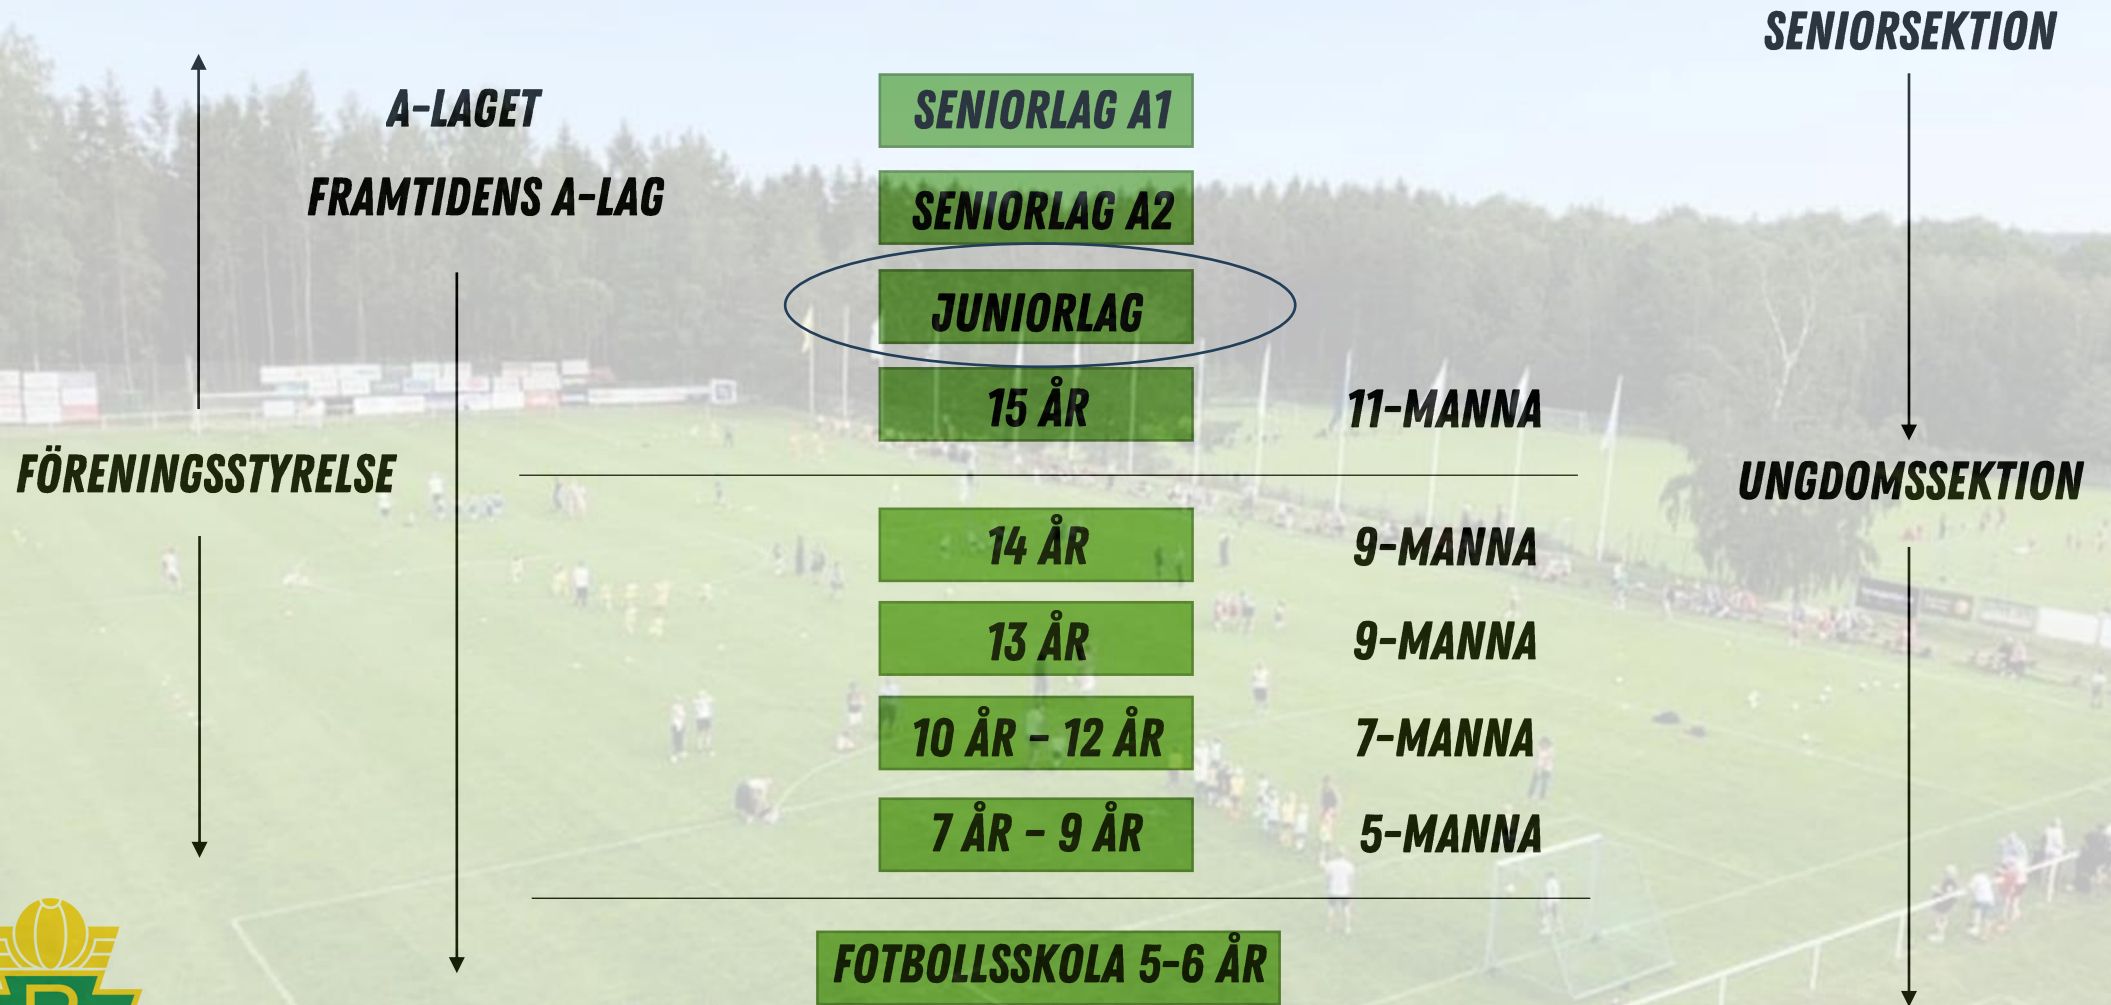 SENIORSEKTION
A-LAGET
SENIORLAG A1
FRAMTIDENS A-LAG
SENIORLAG A2
JUNIORLAG
15 ÅR
11-MANNA
FÖRENINGSSTYRELSE
UNGDOMSSEKTION
14 ÅR
9-MANNA
13 ÅR
9-MANNA
10 ÅR - 12 ÅR
7-MANNA
7 ÅR - 9 ÅR
5-MANNA
FOTBOLLSSKOLA 5-6 ÅR